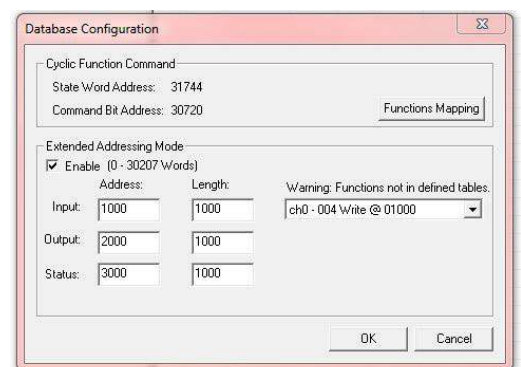 Database Configuration
Cyclic Function Command
State Word Address: 31744
Command Bit Address: 30720
Functions Mapping
Extended Addressing Mode
Enable (0 - 30207 Words)
Address: Length:
Warning: Functions not in defined tables.
Input: 1000 1000 ch0 - 004 Write @ 01000
Output: 2000 1000
Status: 3000 1000
OK Cancel